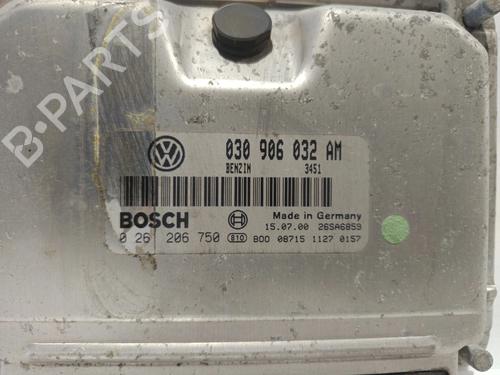 B-PARTS
030 906 032 AM
BENZIN 3451
BOSCH
Made in Germany
15.07.00 26SA6859
0 261 206 750 810 BOO 08715 1127 0157